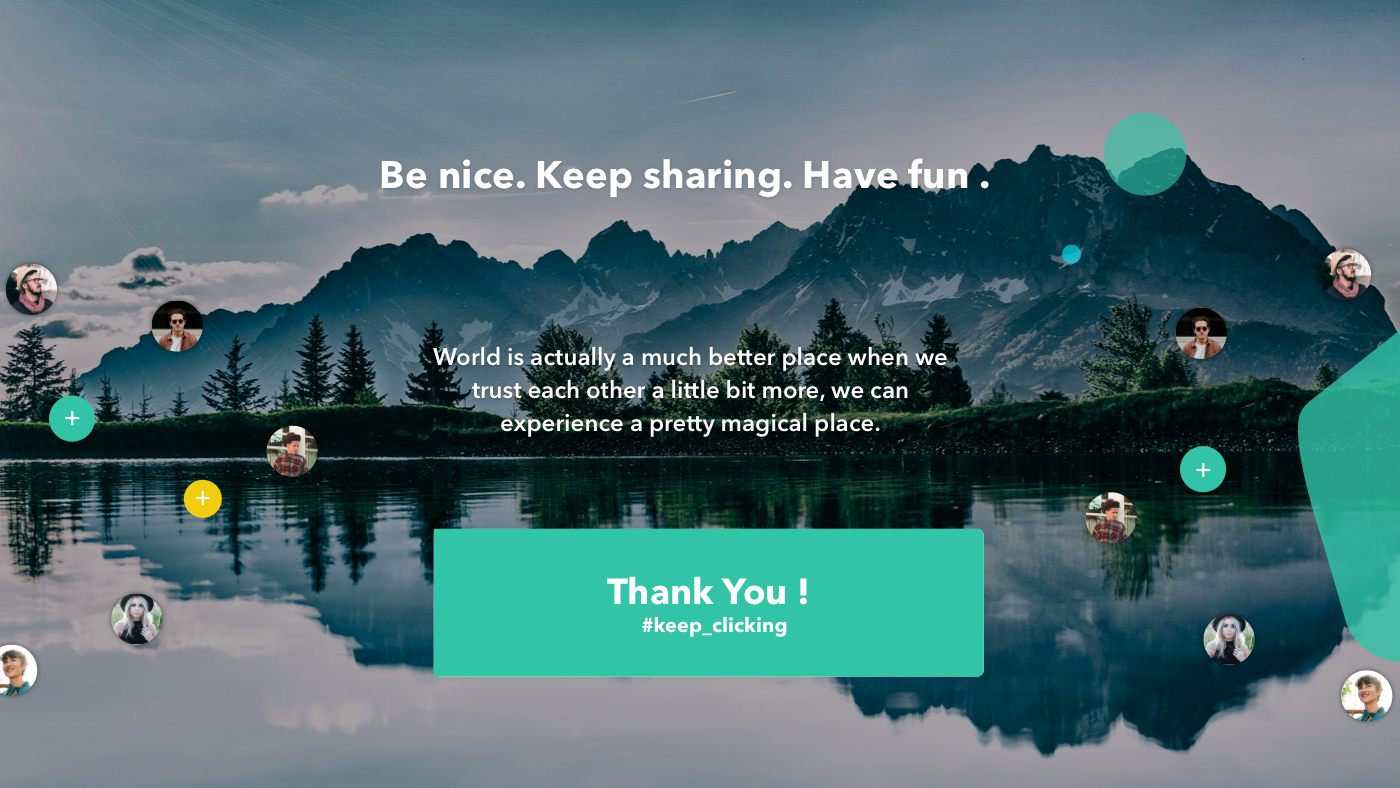 Be nice. Keep sharing. Have fun .
World is actually a much better place when we
trust each other a little bit more, we can
experience a pretty magical place.
+
+
+
Thank You !
#keep_clicking